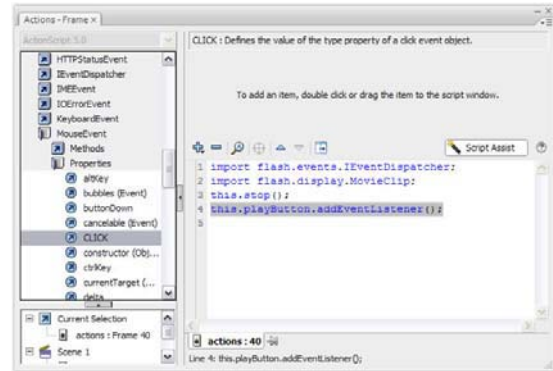 Actions - Frame ×
ActionScript 3.0
HTTPStatusEvent
IEventDispatcher
IMEEvent
IOErrorEvent
KeyboardEvent
MouseEvent
Methods
Properties
altKey
bubbles (Event)
buttonDown
cancelable (Event)
CLICK
constructor (Obj...
ctrlKey
currentTarget (...
delta
Current Selection
actions : Frame 40
Scene 1
CLICK : Defines the value of the type property of a click event object.
To add an item, double click or drag the item to the script window.
Script Assist
1 import flash.events.IEventDispatcher;
2 import flash.display.MovieClip;
3 this.stop();
4 this.playButton.addEventListener();
5
actions : 40
Line 4: this.playButton.addEventListener();